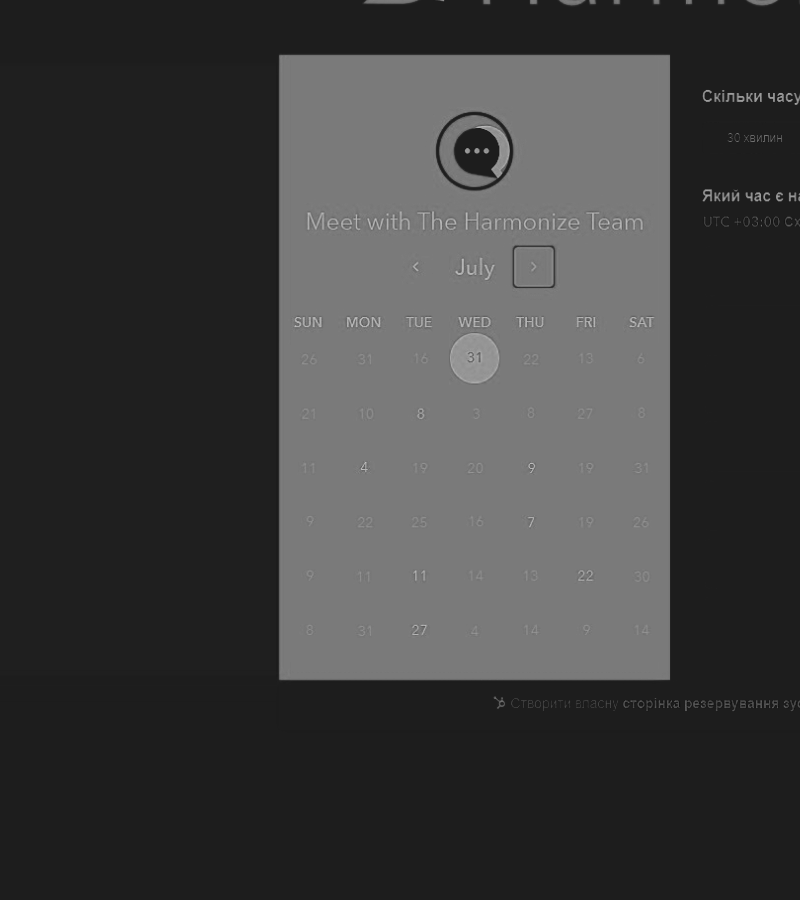 Скільки часу
30 хвилин
Meet with The Harmonize Team
Який час є
UTC +03:00
July
SUN MON TUE WED THU FRI SAT
26 31 16 31 22 13 6
21 10 8 3 8 27 8
11 4 19 20 9 19 31
9 22 25 16 7 19 26
9 11 11 14 13 22 30
8 31 27 4 14 9 14
Створити власну сторінка резервування